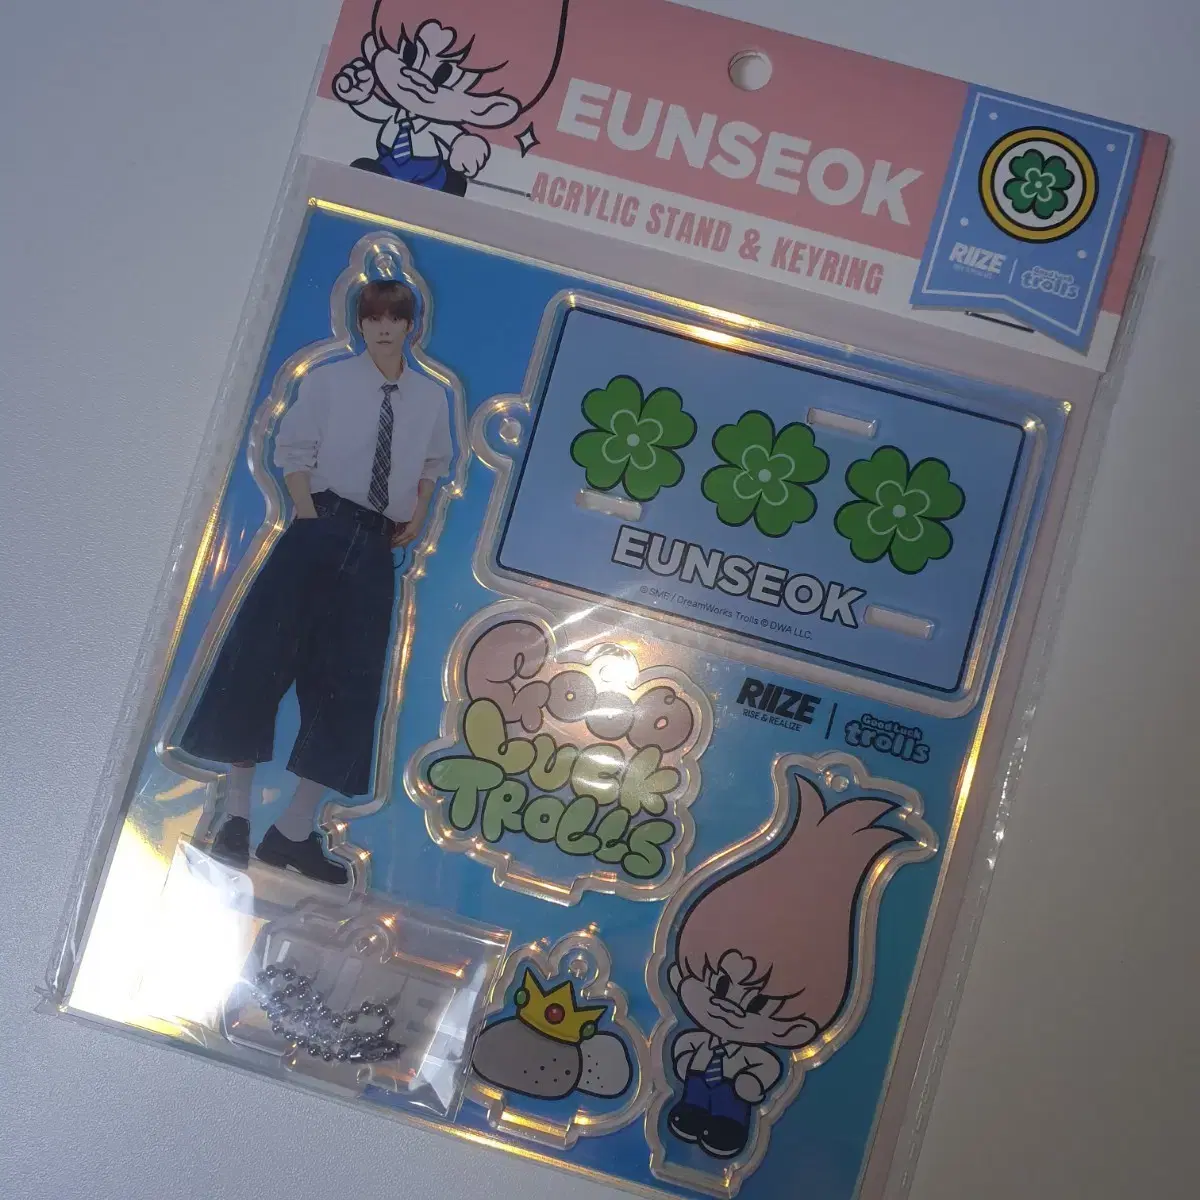 EUNSEOK
ACRYLIC STAND & KEYRING
RIIZE
Good Luck
trolls
EUNSEOK
© SME / DreamWorks Trolls © DWA LLC.
GOOD
LUCK
TROLLS
RIIZE
RISE & REALIZE
Good Luck
trolls